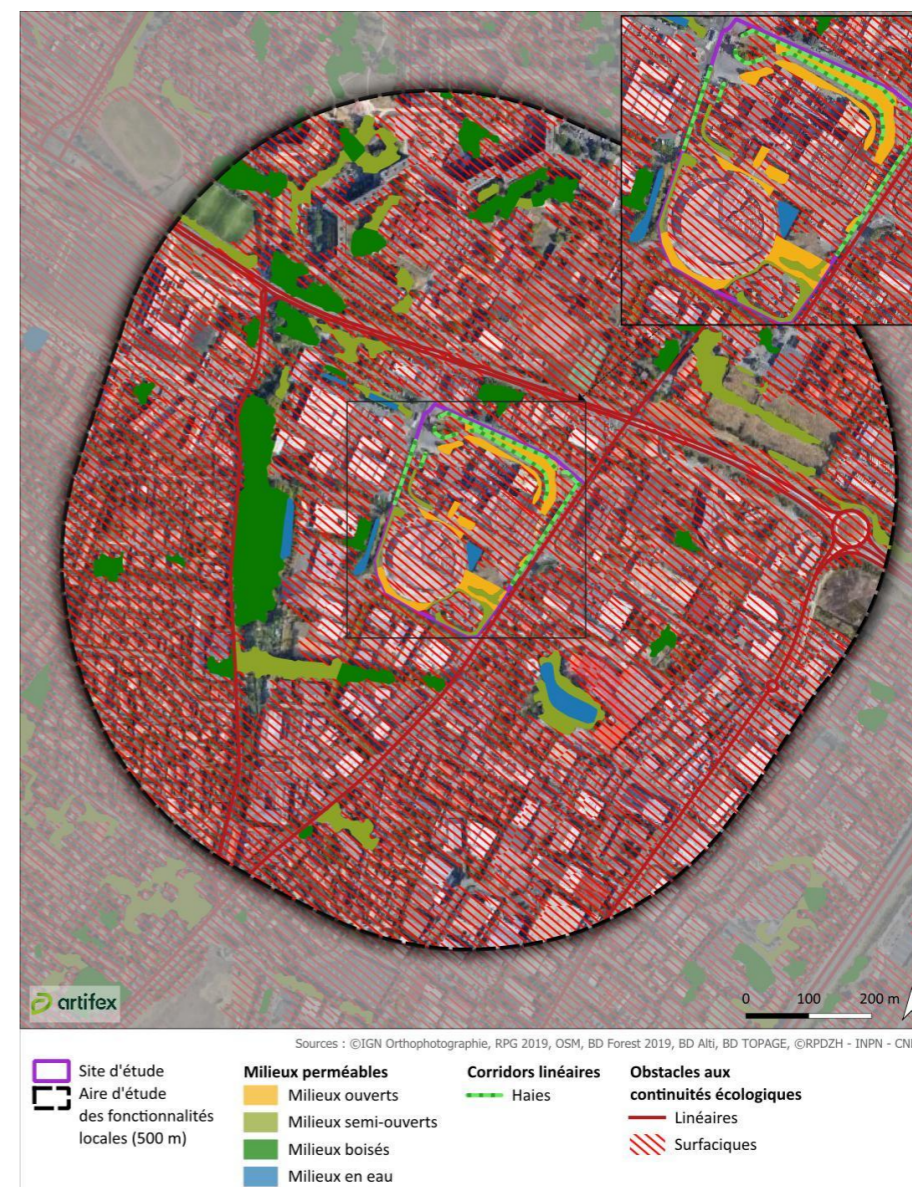 artifex
0 100 200 m
Sources : ©IGN Orthophotographie, RPG 2019, OSM, BD Forest 2019, BD Alti, BD TOPAGE, ©RPDZH - INPN -
Site d'étude
Aire d'étude
des fonctionnalités
locales (500 m)
Milieux perméables
Milieux ouverts
Milieux semi-ouverts
Milieux boisés
Milieux en eau
Corridors linéaires
Haies
Obstacles aux
continuités écologiques
Linéaires
Surfaciques